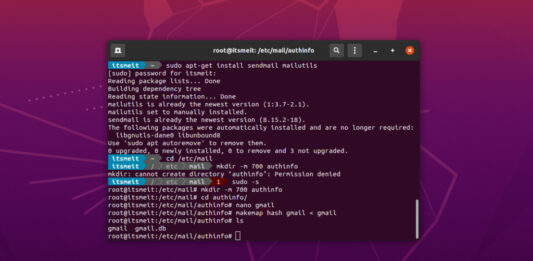 root@itsmeit: /etc/mail/authinfo
itsmeit ~ sudo apt-get install sendmail mailutils
[sudo] password for itsmeit:
Reading package lists... Done
Building dependency tree
Reading state information... Done
mailutils is already the newest version (1:3.7-2.1).
mailutils set to manually installed.
sendmail is already the newest version (8.15.2-18).
The following packages were automatically installed and are no longer required:
libgnutls-dane0 libunbound8
Use 'sudo apt autoremove' to remove them.
0 upgraded, 0 newly installed, 0 to remove and 3 not upgraded.
itsmeit ~ cd /etc/mail
itsmeit / etc mail mkdir -m 700 authinfo
mkdir: cannot create directory 'authinfo': Permission denied
itsmeit / etc mail 1 sudo -s
root@itsmeit:/etc/mail# mkdir -m 700 authinfo
root@itsmeit:/etc/mail# cd authinfo/
root@itsmeit:/etc/mail/authinfo# nano gmail
root@itsmeit:/etc/mail/authinfo# makemap hash gmail < gmail
root@itsmeit:/etc/mail/authinfo# ls
gmail gmail.db
root@itsmeit:/etc/mail/authinfo#